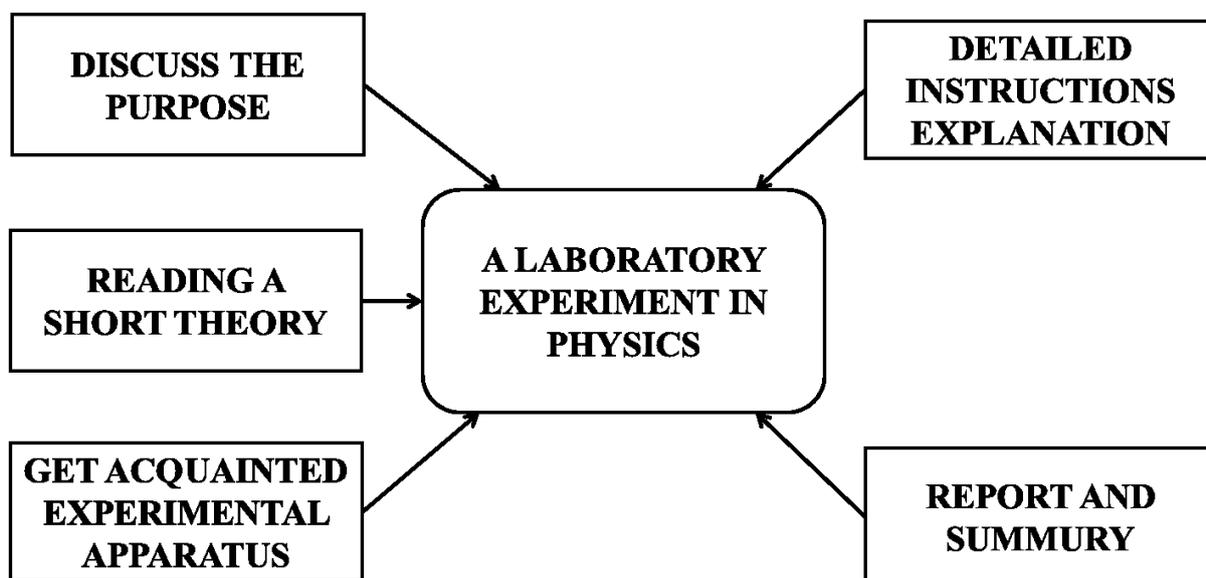 DISCUSS THE
PURPOSE
DETAILED
INSTRUCTIONS
EXPLANATION
READING A
SHORT THEORY
A LABORATORY
EXPERIMENT IN
PHYSICS
GET ACQUAINTED
EXPERIMENTAL
APPARATUS
REPORT AND
SUMMURY